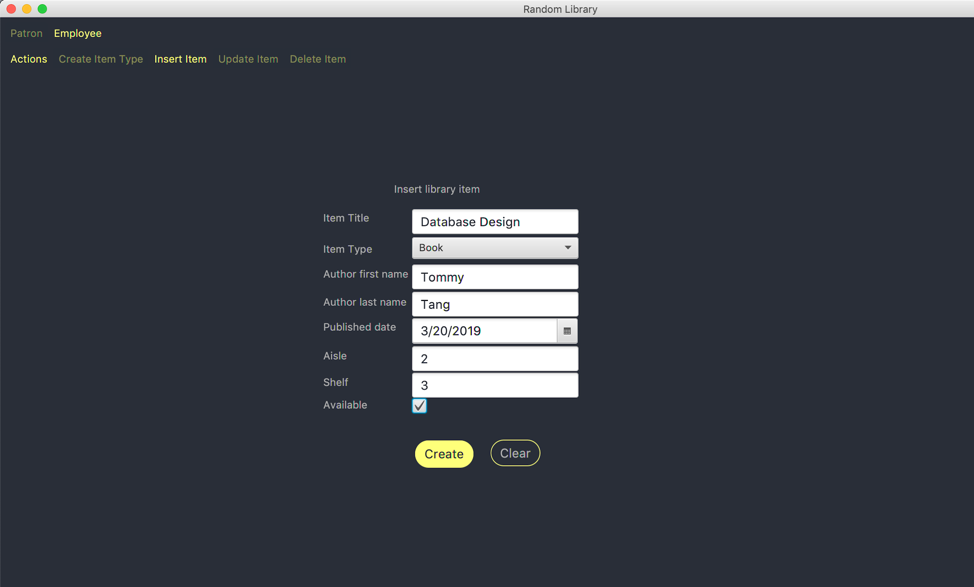 Random Library
Patron Employee
Actions Create Item Type Insert Item Update Item Delete Item
Insert library item
Item Title Database Design
Item Type Book
Author first name Tommy
Author last name Tang
Published date 3/20/2019
Aisle 2
Shelf 3
Available
Create Clear